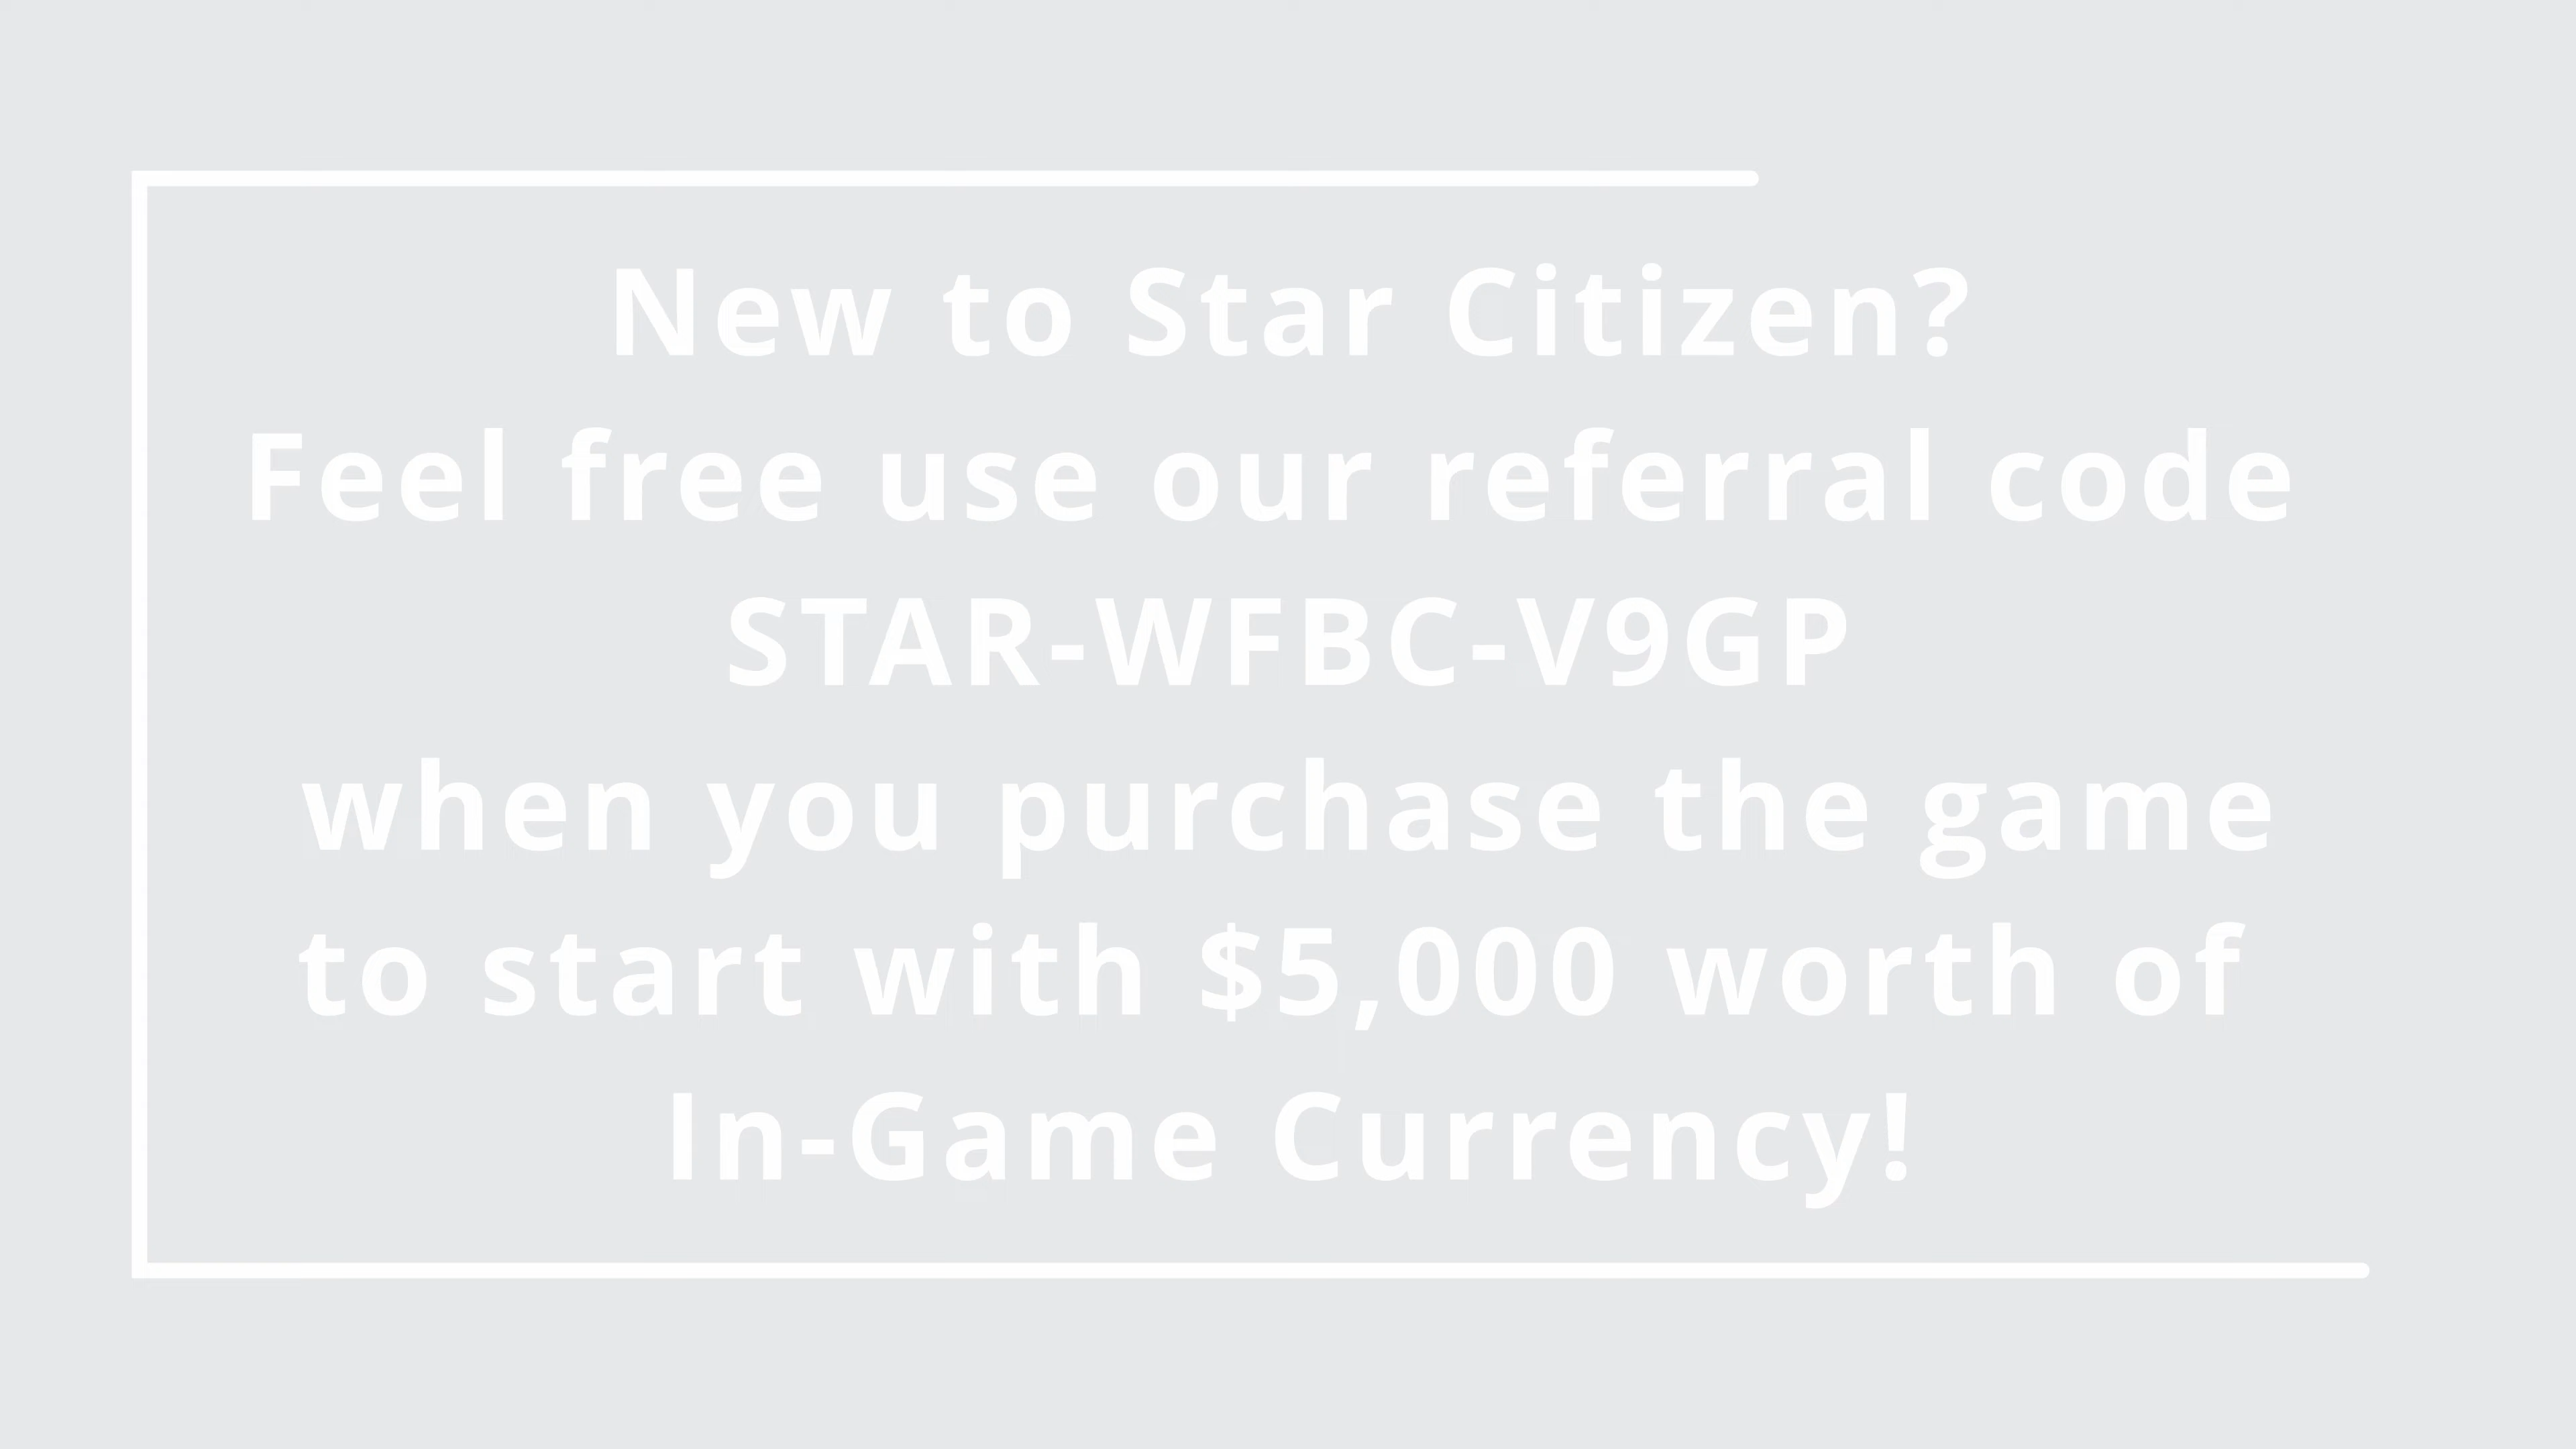 New to Star Citizen?
Feel free use our referral code
STAR-WFBC-V9GP
when you purchase the game
to start with $5,000 worth of
In-Game Currency!